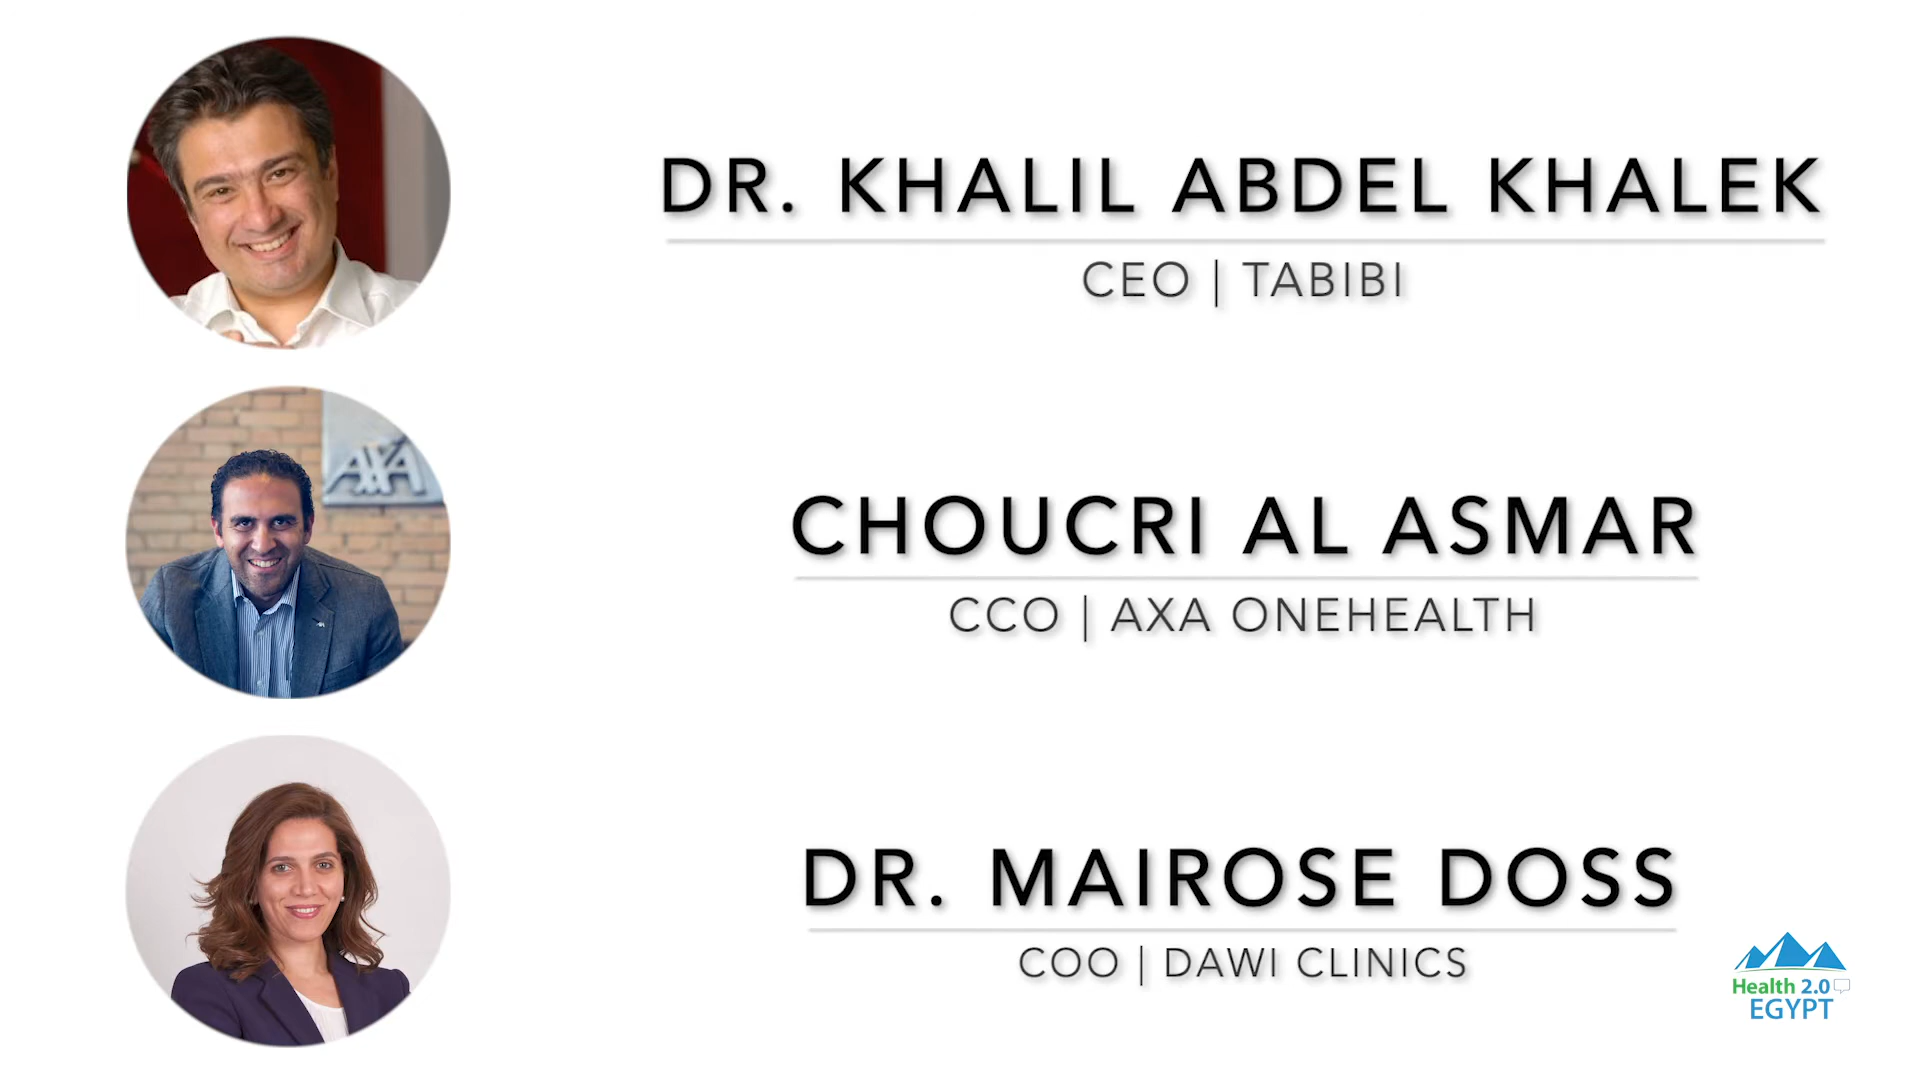 DR. KHALIL ABDEL KHALEK
CEO | TABIBI
AXA
CHOUCRI AL ASMAR
CCO | AXA ONEHEALTH
DR. MAIROSE DOSS
COO | DAWI CLINICS
Health 2.0
EGYPT